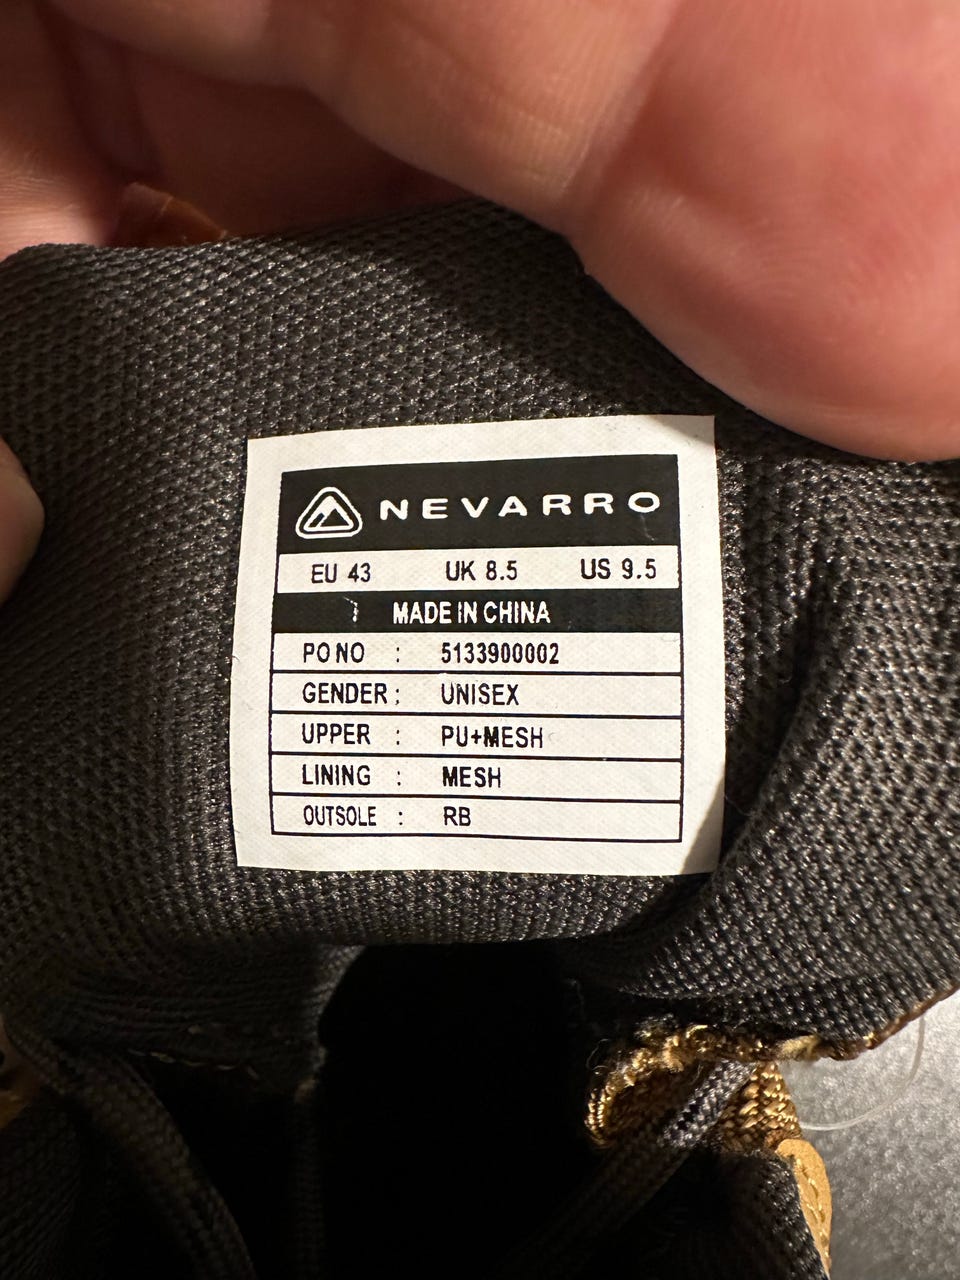 NEVARRO
EU 43 UK 8.5 US 9.5
MADE IN CHINA
PO NO : 5133900002
GENDER : UNISEX
UPPER : PU+MESH
LINING : MESH
OUTSOLE : RB